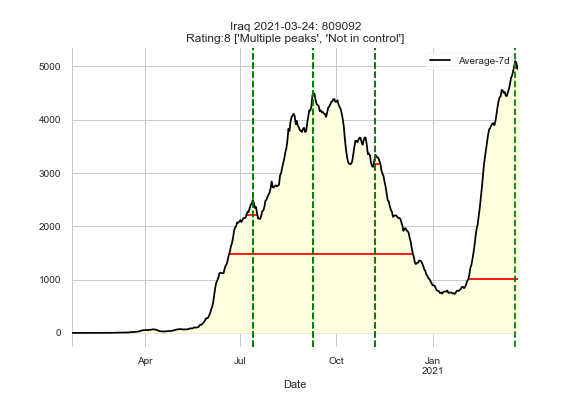 Iraq 2021-03-24: 809092
Rating:8 ['Multiple peaks', 'Not in control']
Average-7d
5000
4000
3000
2000
1000
0
Apr
Jul
Oct
Jan
2021
Date